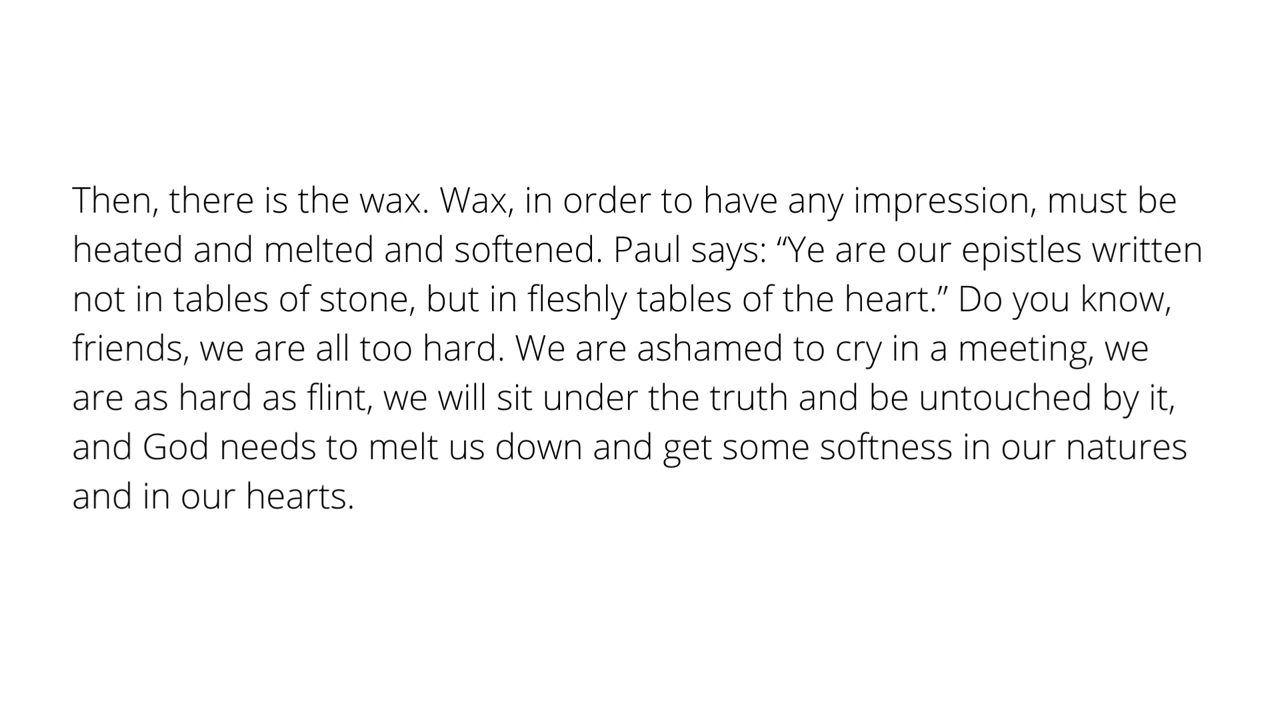 Then, there is the wax. Wax, in order to have any impression, must be
heated and melted and softened. Paul says: “Ye are our epistles written
not in tables of stone, but in fleshly tables of the heart.” Do you know,
friends, we are all too hard. We are ashamed to cry in a meeting, we
are as hard as flint, we will sit under the truth and be untouched by it,
and God needs to melt us down and get some softness in our natures
and in our hearts.